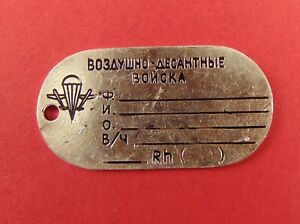 ВОЗДУШНО-ДЕСАНТНЫЕ
ВОЙСКА
Ф.
И.
О.
В/Ч
Rh ( )